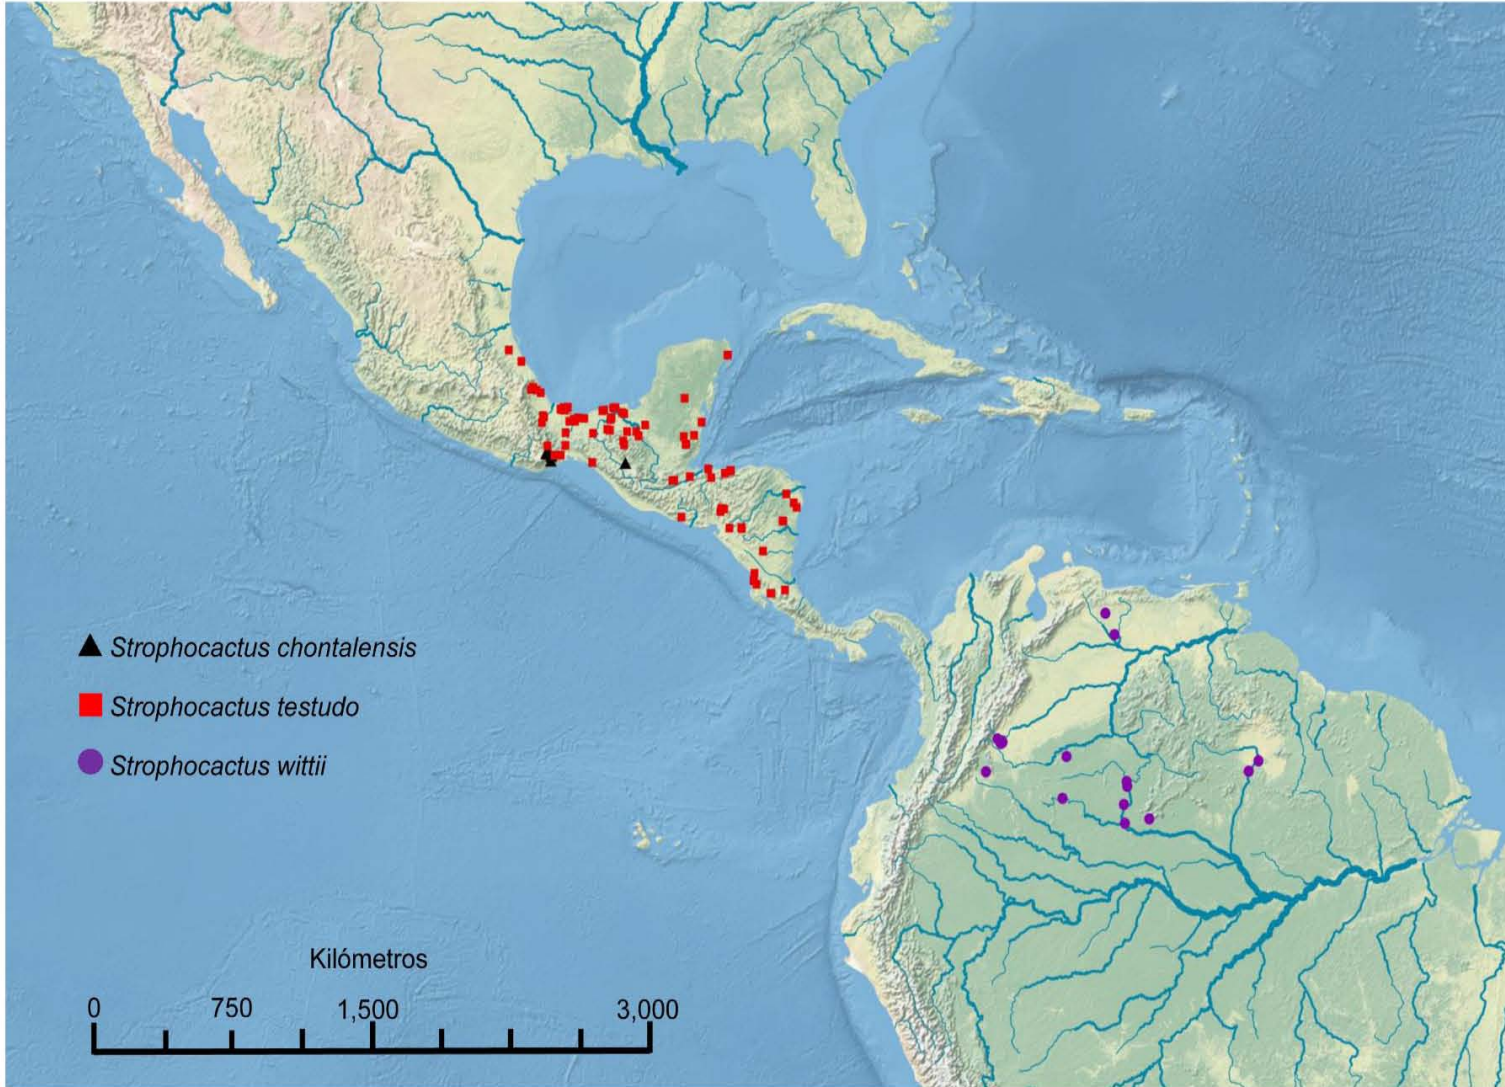 Strophocactus chontalensis
Strophocactus testudo
Strophocactus wittii
Kilómetros
0 750 1,500 3,000